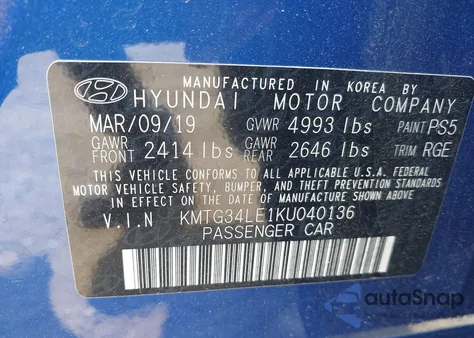 MANUFACTURED IN KOREA BY
HYUNDAI MOTOR COMPANY
MAR/09/19 GVWR 4993 lbs PAINT PS5
GAWR FRONT 2414 lbs GAWR REAR 2646 lbs TRIM RGE
THIS VEHICLE CONFORMS TO ALL APPLICABLE U.S.A. FEDERAL
MOTOR VEHICLE SAFETY, BUMPER, AND THEFT PREVENTION STANDARDS
IN EFFECT ON THE DATE OF MANUFACTURE SHOWN ABOVE.
V.I.N KMTG34LE1KU040136
PASSENGER CAR
autoSnap